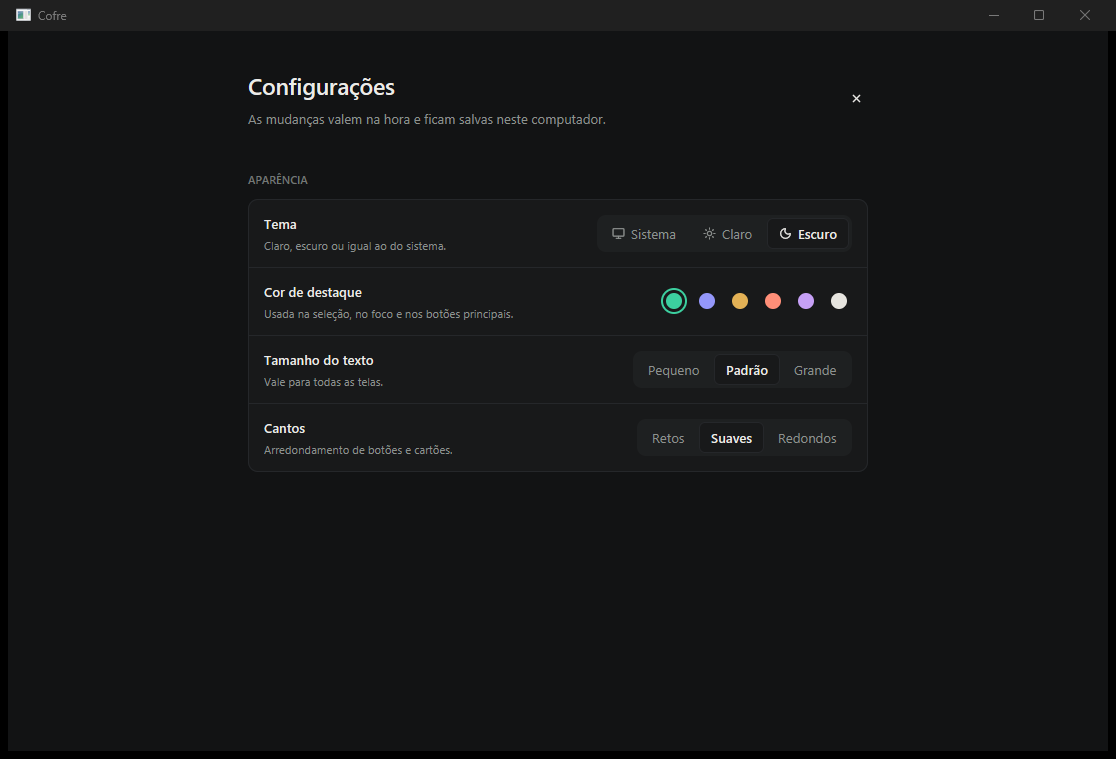 Cofre
Configurações
As mudanças valem na hora e ficam salvas neste computador.
APARÊNCIA
Tema
Claro, escuro ou igual ao do sistema.
Sistema Claro Escuro
Cor de destaque
Usada na seleção, no foco e nos botões principais.
Tamanho do texto
Vale para todas as telas.
Pequeno Padrão Grande
Cantos
Arredondamento de botões e cartões.
Retos Suaves Redondos